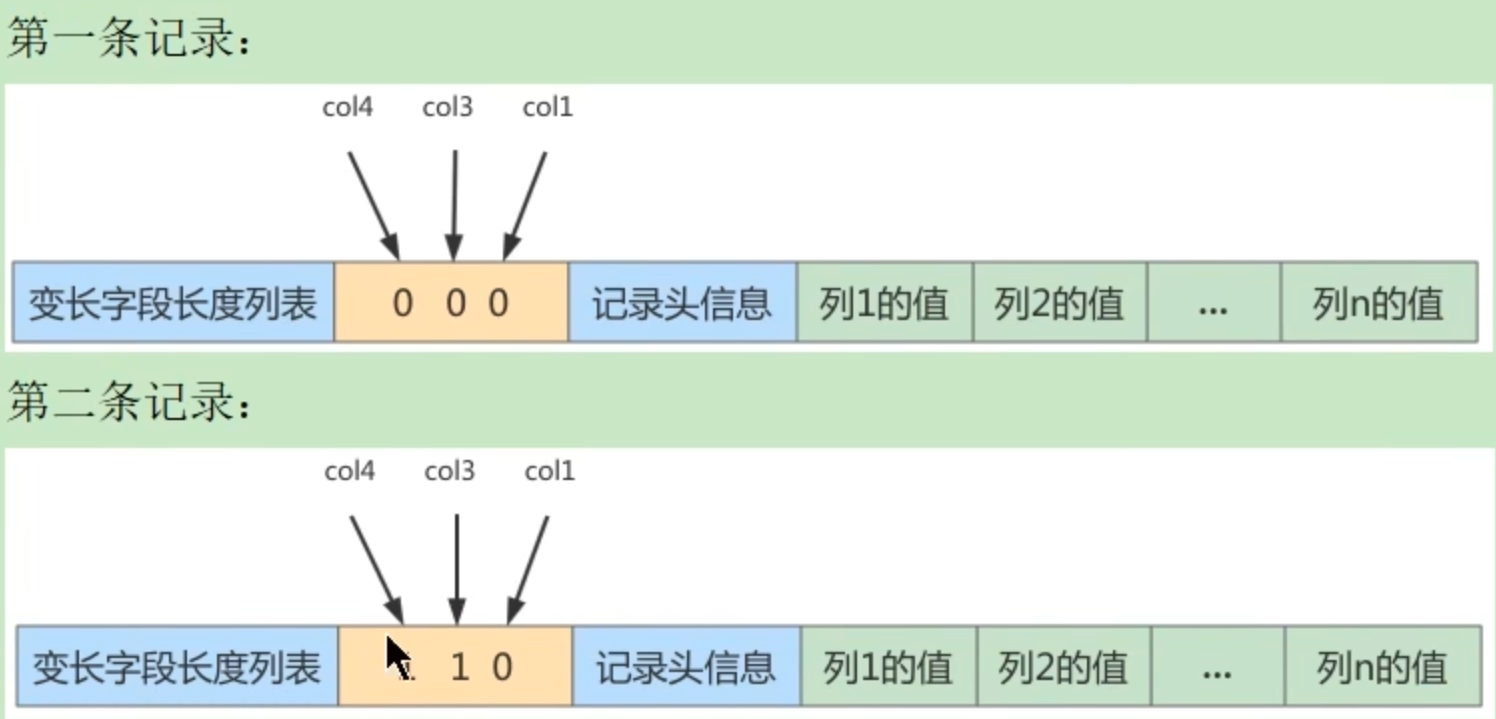 第一条记录：
col4 col3 col1
变长字段长度列表 0 0 0 记录头信息 列1的值 列2的值 ... 列n的值
第二条记录：
col4 col3 col1
变长字段长度列表 1 0 记录头信息 列1的值 列2的值 ... 列n的值